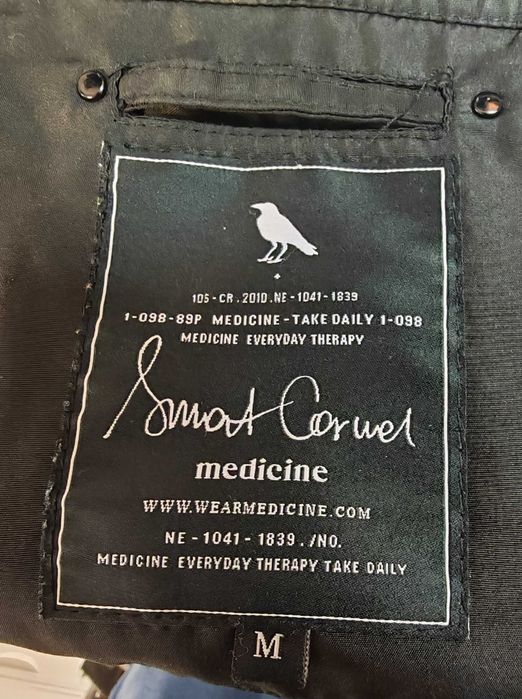 105-CR.2010.NE-1041-1839
1-098-89P MEDICINE-TAKE DAILY 1-098
MEDICINE EVERYDAY THERAPY
Smart Cornel
medicine
WWW.WEARMEDICINE.COM
NE-1041-1839./NO.
MEDICINE EVERYDAY THERAPY TAKE DAILY
M